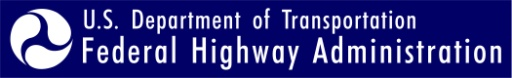 U.S. Department of Transportation
Federal Highway Administration